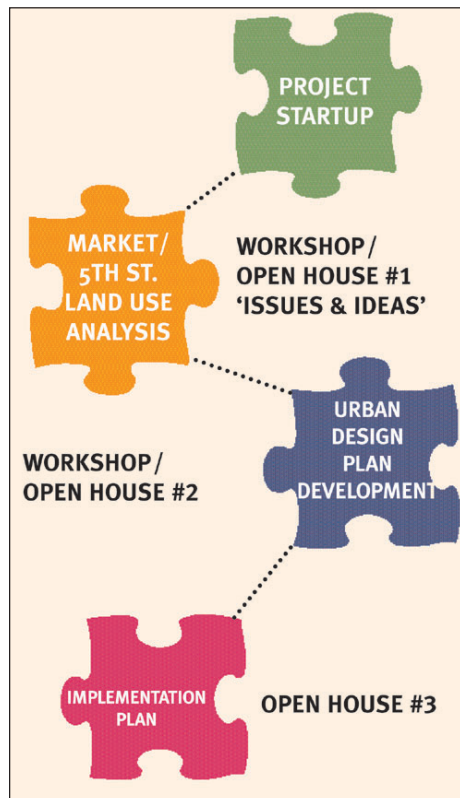 PROJECT
STARTUP
MARKET/
5TH ST.
LAND USE
ANALYSIS
WORKSHOP/
OPEN HOUSE #1
‘ISSUES & IDEAS’
URBAN
DESIGN
PLAN
DEVELOPMENT
WORKSHOP/
OPEN HOUSE #2
IMPLEMENTATION
PLAN
OPEN HOUSE #3